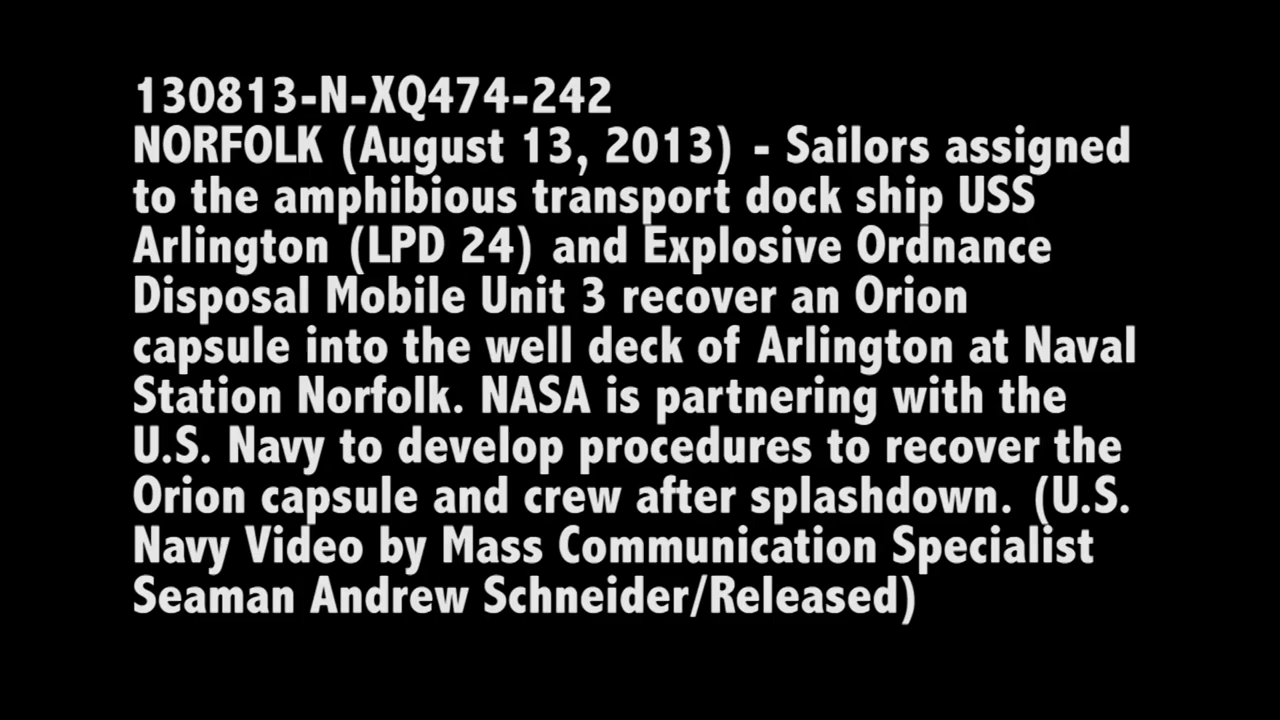 130813-N-XQ474-242
NORFOLK (August 13, 2013) - Sailors assigned
to the amphibious transport dock ship USS
Arlington (LPD 24) and Explosive Ordnance
Disposal Mobile Unit 3 recover an Orion
capsule into the well deck of Arlington at Naval
Station Norfolk. NASA is partnering with the
U.S. Navy to develop procedures to recover the
Orion capsule and crew after splashdown. (U.S.
Navy Video by Mass Communication Specialist
Seaman Andrew Schneider/Released)